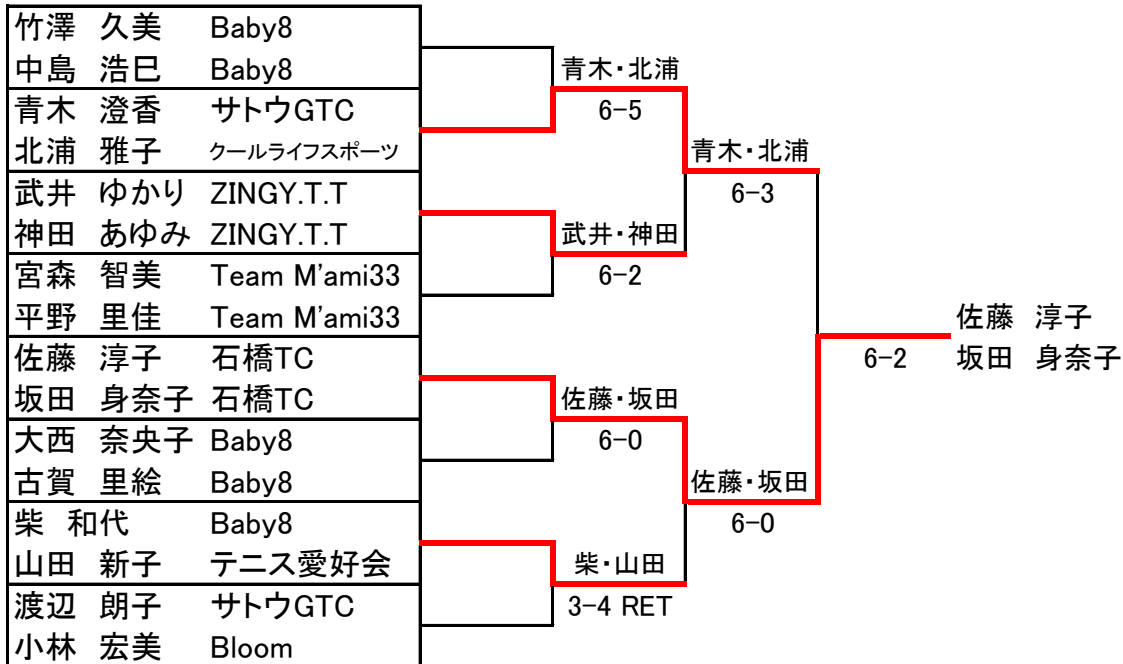 竹澤 久美 Baby8
中島 浩巳 Baby8
青木 澄香 サトウGTC
北浦 雅子 クールライフスポーツ
武井 ゆかり ZINGY.T.T
神田 あゆみ ZINGY.T.T
宮森 智美 Team M'ami33
平野 里佳 Team M'ami33
佐藤 淳子 石橋TC
坂田 身奈子 石橋TC
大西 奈央子 Baby8
古賀 里絵 Baby8
柴 和代 Baby8
山田 新子 テニス愛好会
渡辺 朗子 サトウGTC
小林 宏美 Bloom
青木・北浦
6-5
武井・神田
6-2
佐藤・坂田
6-0
柴・山田
3-4 RET
青木・北浦
6-3
佐藤・坂田
6-0
6-2
佐藤 淳子
坂田 身奈子